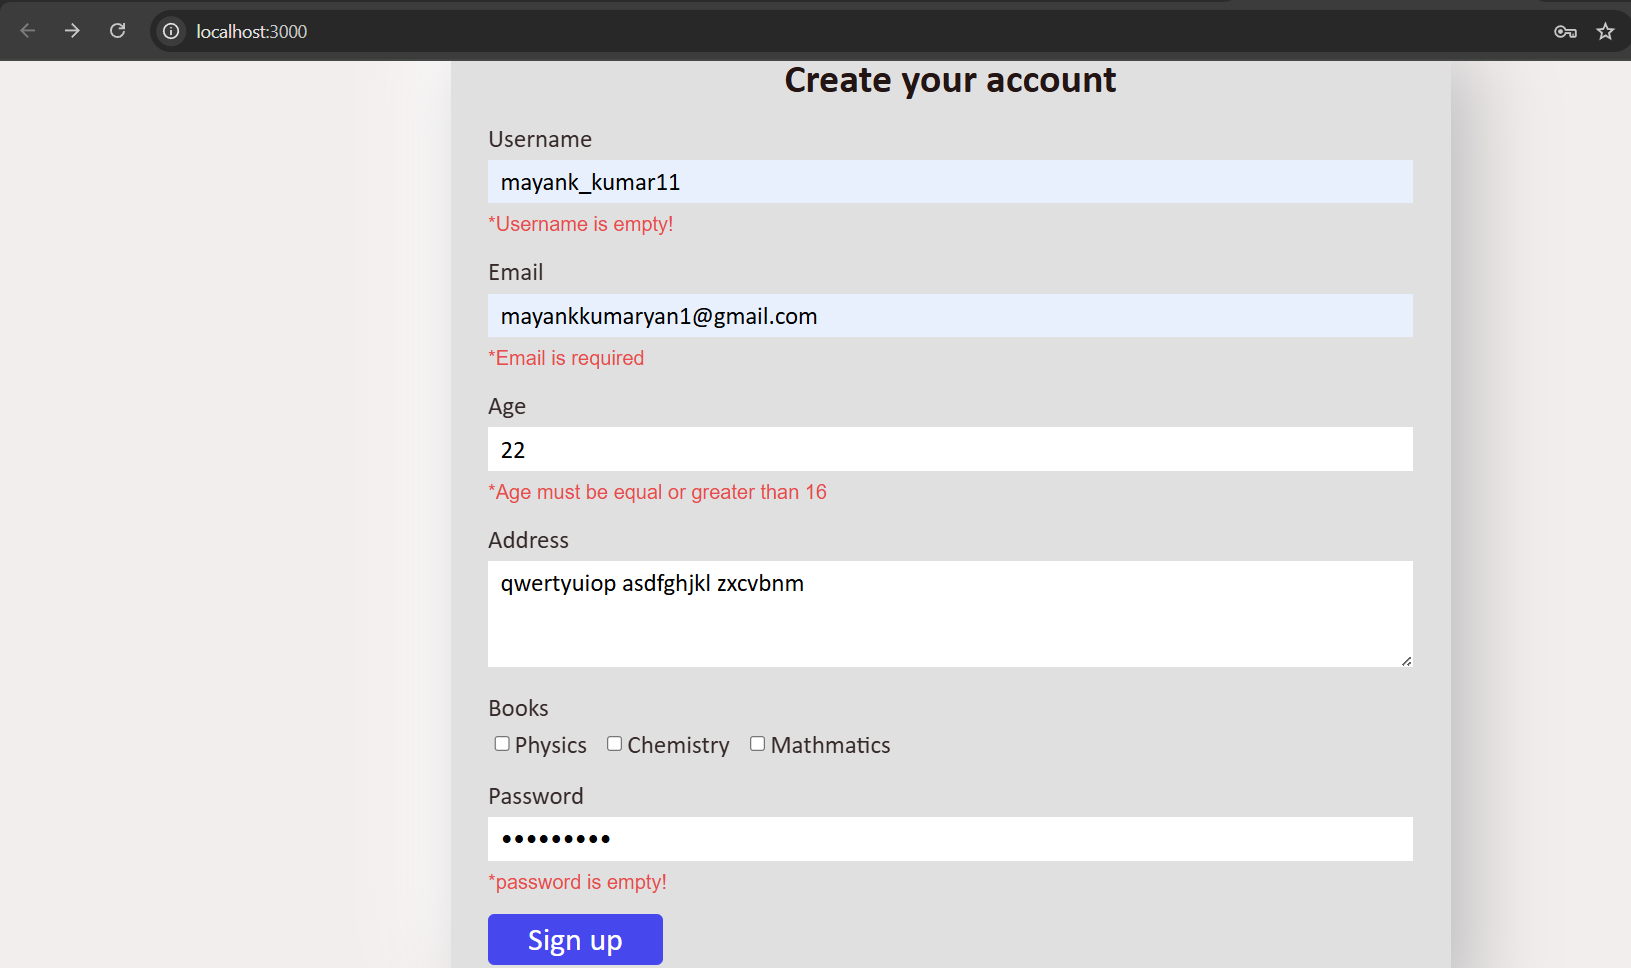 localhost:3000
Create your account
Username
mayank_kumar11
*Username is empty!
Email
mayankkumaryan1@gmail.com
*Email is required
Age
22
*Age must be equal or greater than 16
Address
qwertyuiop asdfghjkl zxcvbnm
Books
Physics Chemistry Mathmatics
Password
•••••••••
*password is empty!
Sign up